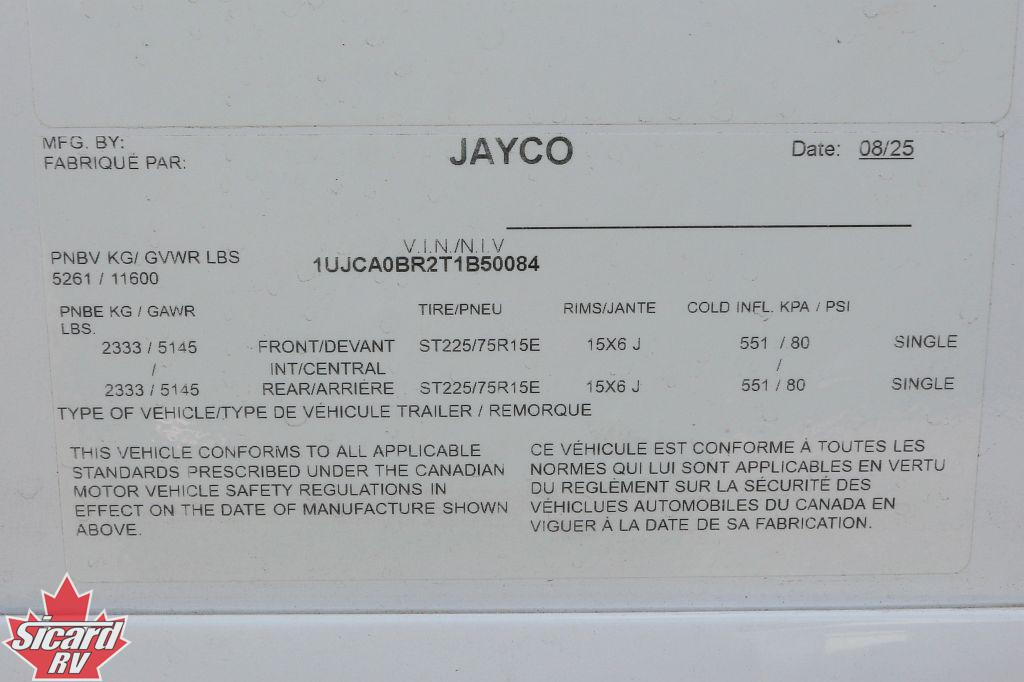 MFG. BY:
FABRIQUÉ PAR:
JAYCO
Date: 08/25
V.I.N./N.I.V
PNBV KG/ GVWR LBS
5261 / 11600
1UJCA0BR2T1B50084
PNBE KG / GAWR LBS. TIRE/PNEU RIMS/JANTE COLD INFL. KPA / PSI
2333 / 5145 FRONT/DEVANT ST225/75R15E 15X6 J 551 / 80 SINGLE
/ INT/CENTRAL /
2333 / 5145 REAR/ARRIÉRE ST225/75R15E 15X6 J 551 / 80 SINGLE
TYPE OF VEHICLE/TYPE DE VÉHICULE TRAILER / REMORQUE
THIS VEHICLE CONFORMS TO ALL APPLICABLE
STANDARDS PRESCRIBED UNDER THE CANADIAN
MOTOR VEHICLE SAFETY REGULATIONS IN
EFFECT ON THE DATE OF MANUFACTURE SHOWN
ABOVE.
CE VÉHICULE EST CONFORME À TOUTES LES
NORMES QUI LUI SONT APPLICABLES EN VERTU
DU REGLÈMENT SUR LA SÉCURITÉ DES
VÉHICLUES AUTOMOBILES DU CANADA EN
VIGUER À LA DATE DE SA FABRICATION.
Sicard
RV